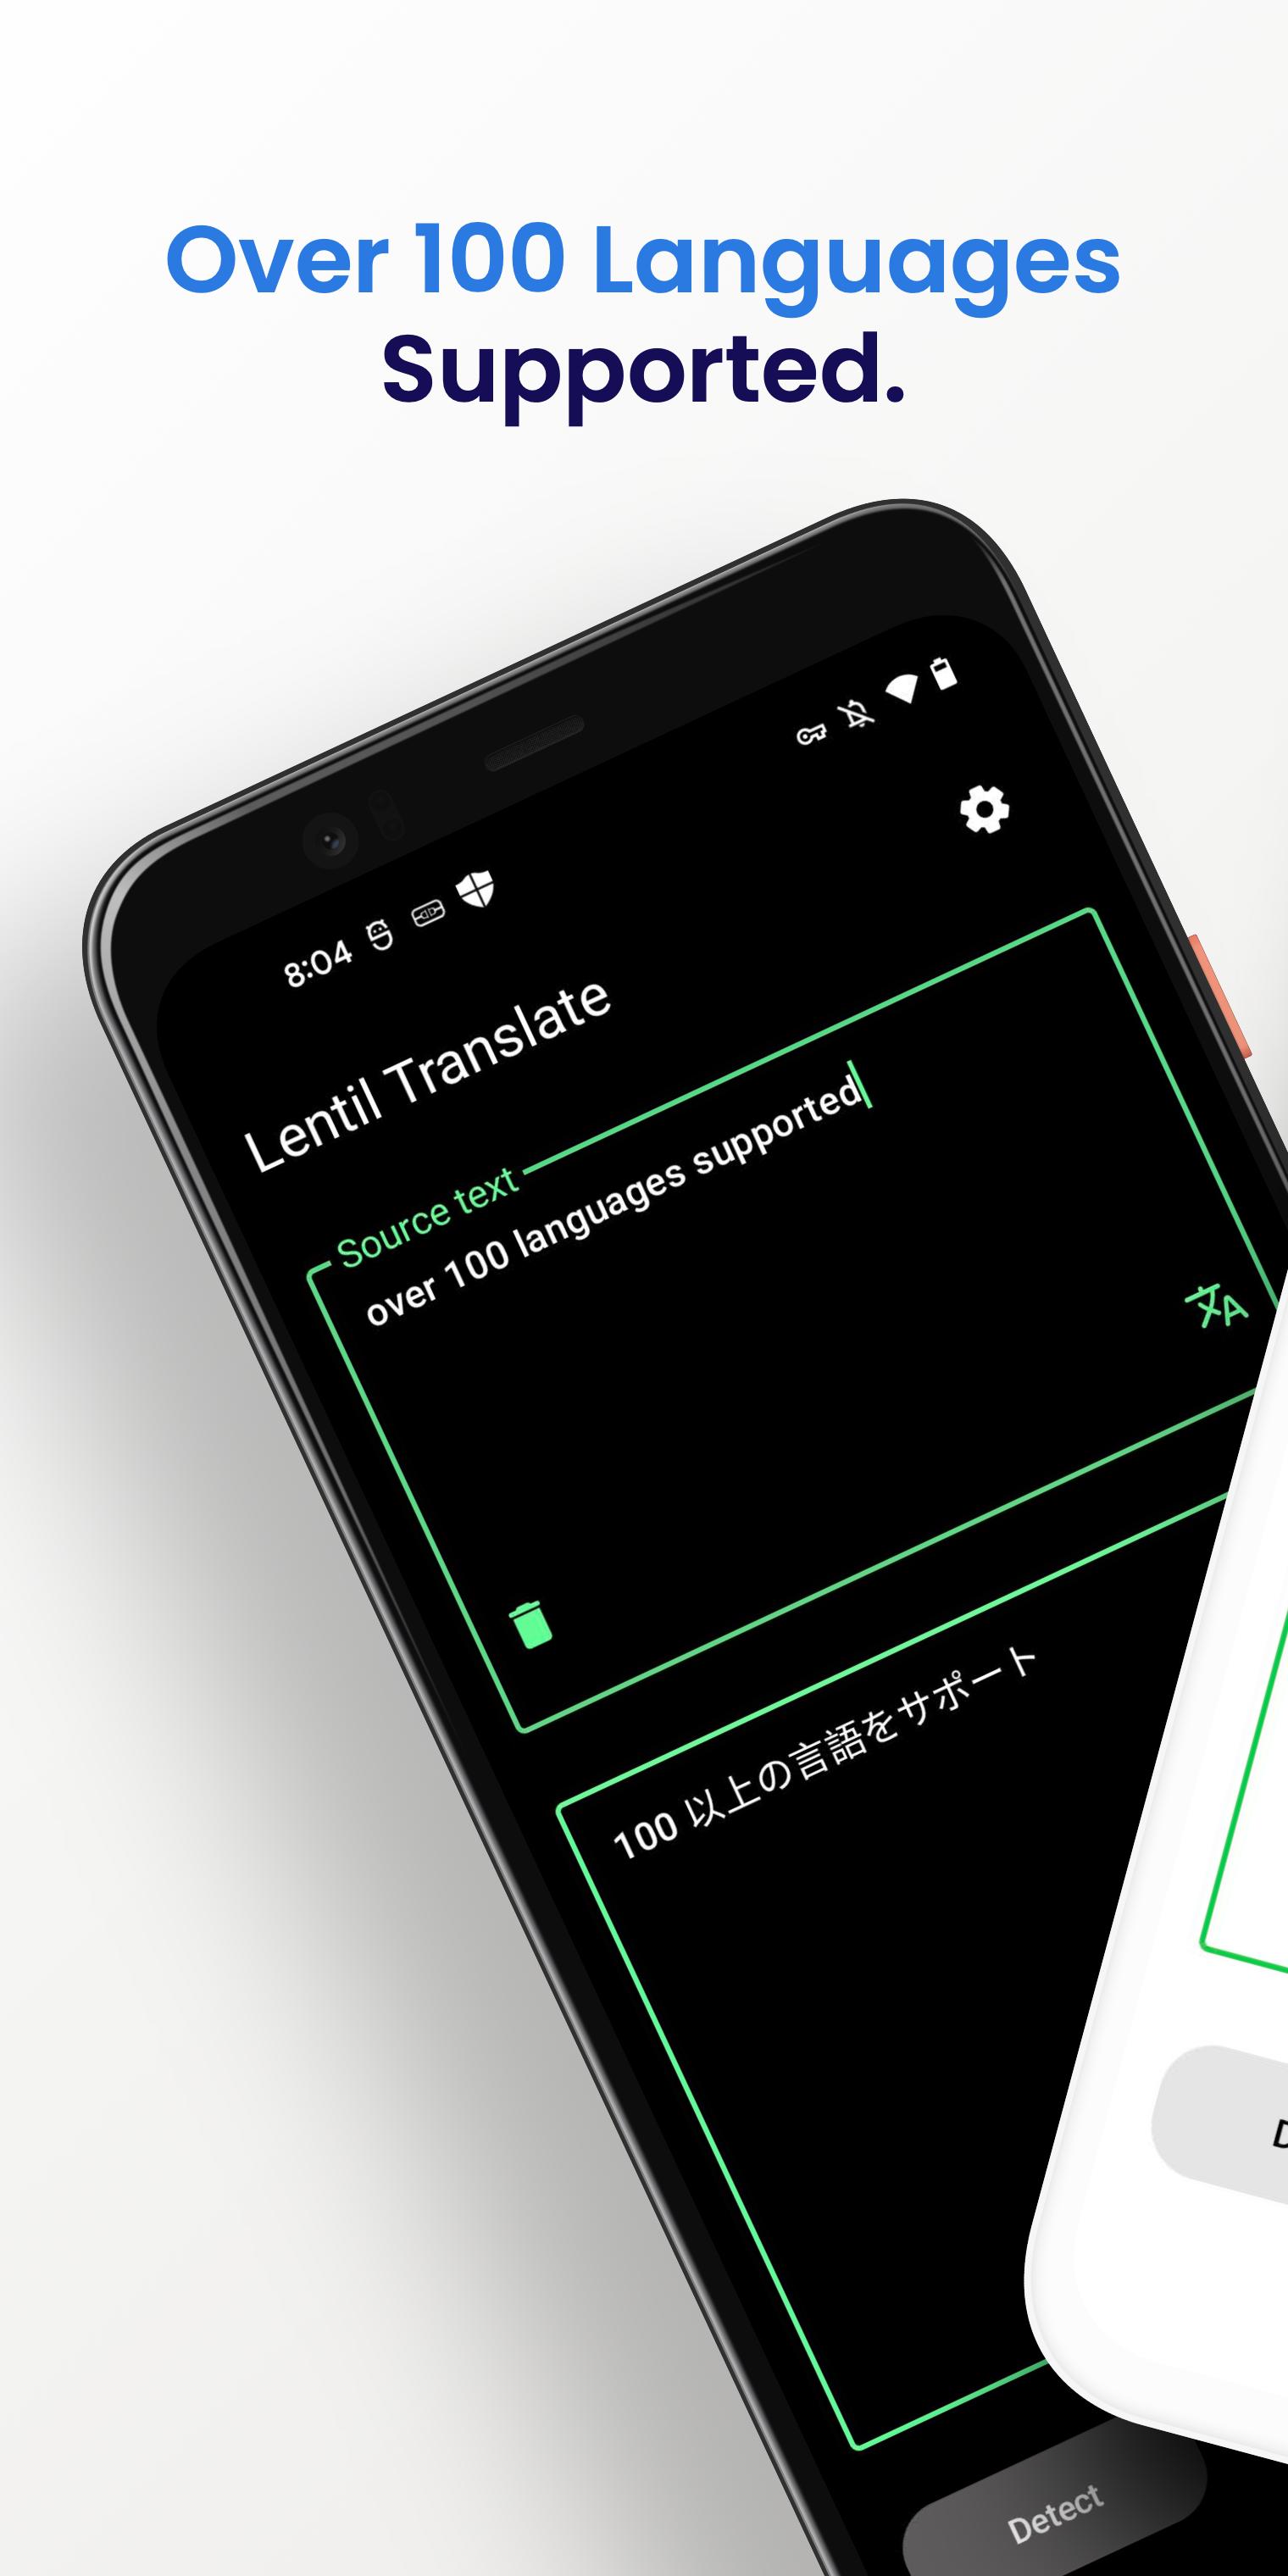 Over 100 Languages
Supported.
8:04
Lentil Translate
Source text
over 100 languages supported
100 以上の言語をサポート
Detect